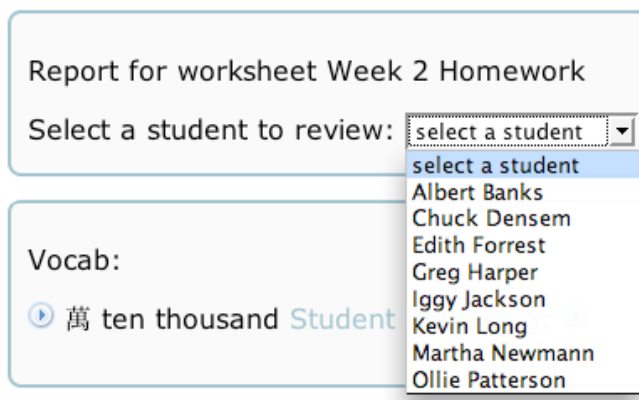 Report for worksheet Week 2 Homework
Select a student to review: select a student
select a student
Albert Banks
Chuck Densem
Edith Forrest
Greg Harper
Iggy Jackson
Kevin Long
Martha Newmann
Ollie Patterson
Vocab:
萬 ten thousand Student